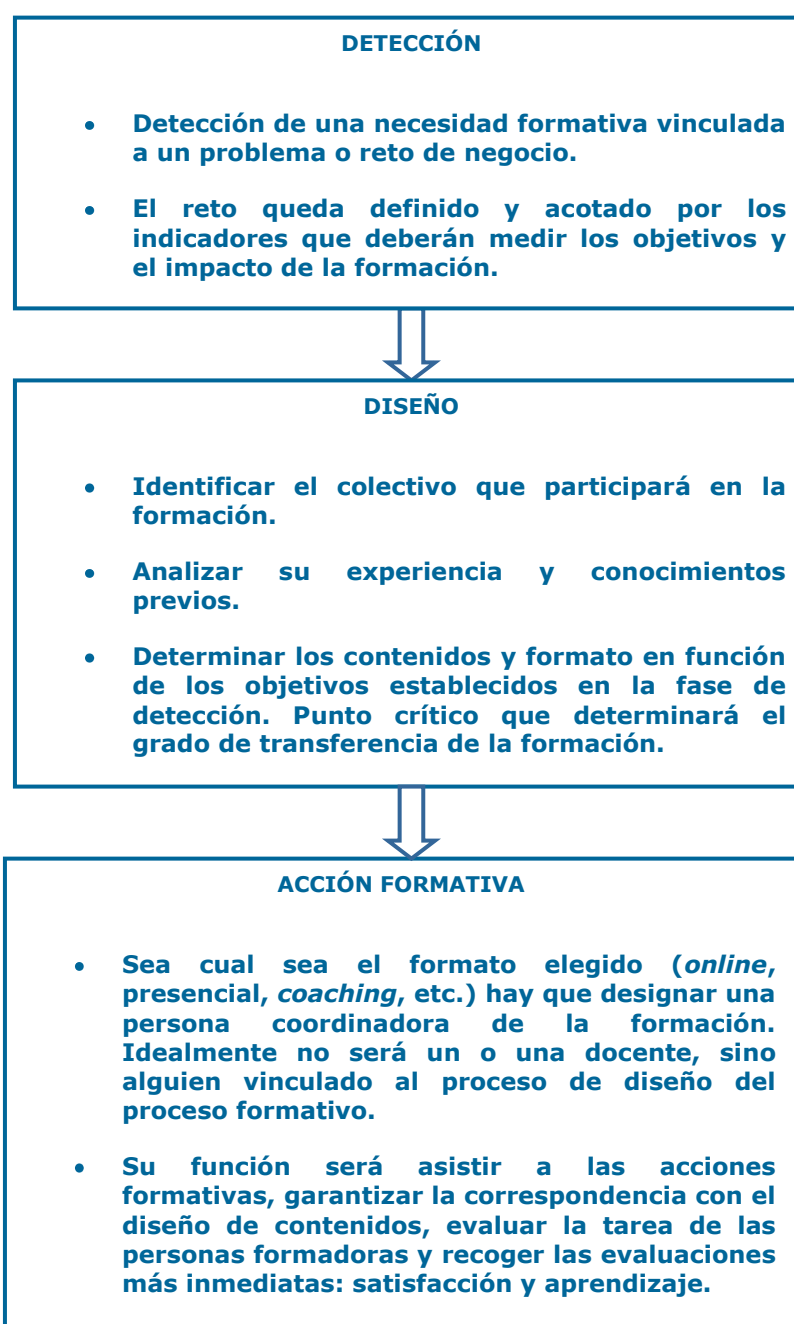 DETECCIÓN
• Detección de una necesidad formativa vinculada
a un problema o reto de negocio.
• El reto queda definido y acotado por los
indicadores que deberán medir los objetivos y
el impacto de la formación.
DISEÑO
• Identificar el colectivo que participará en la
formación.
• Analizar su experiencia y conocimientos
previos.
• Determinar los contenidos y formato en función
de los objetivos establecidos en la fase de
detección. Punto crítico que determinará el
grado de transferencia de la formación.
ACCIÓN FORMATIVA
• Sea cual sea el formato elegido (online,
presencial, coaching, etc.) hay que designar una
persona coordinadora de la formación.
Idealmente no será un o una docente, sino
alguien vinculado al proceso de diseño del
proceso formativo.
• Su función será asistir a las acciones
formativas, garantizar la correspondencia con el
diseño de contenidos, evaluar la tarea de las
personas formadoras y recoger las evaluaciones
más inmediatas: satisfacción y aprendizaje.